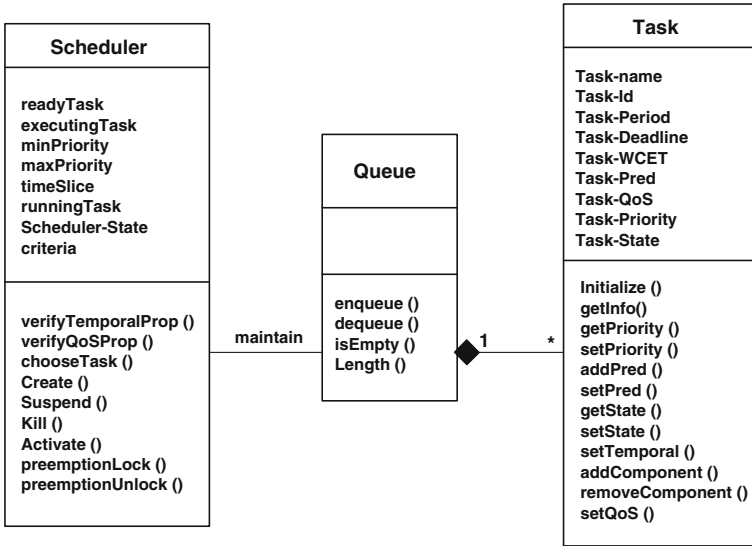 Scheduler
readyTask
executingTask
minPriority
maxPriority
timeSlice
runningTask
Scheduler-State
criteria
verifyTemporalProp ()
verifyQoSProp ()
chooseTask ()
Create ()
Suspend ()
Kill ()
Activate ()
preemptionLock ()
preemptionUnlock ()
maintain
Queue
enqueue ()
dequeue ()
isEmpty ()
Length ()
1
*
Task
Task-name
Task-Id
Task-Period
Task-Deadline
Task-WCET
Task-Pred
Task-QoS
Task-Priority
Task-State
Initialize ()
getInfo()
getPriority ()
setPriority ()
addPred ()
setPred ()
getState ()
setState ()
setTemporal ()
addComponent ()
removeComponent ()
setQoS ()